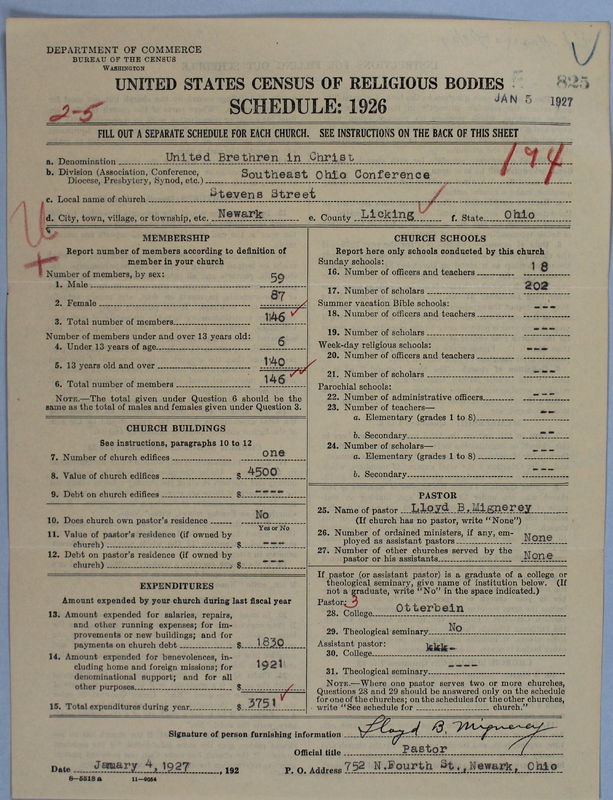 DEPARTMENT OF COMMERCE
BUREAU OF THE CENSUS
WASHINGTON
UNITED STATES CENSUS OF RELIGIOUS BODIES
825
SCHEDULE: 1926
JAN 5 1927
2-5
FILL OUT A SEPARATE SCHEDULE FOR EACH CHURCH. SEE INSTRUCTIONS ON THE BACK OF THIS SHEET
194
a. Denomination United Brethren in Christ
b. Division (Association, Conference, Diocese, Presbytery, Synod, etc.) Southeast Ohio Conference
c. Local name of church Stevens Street
d. City, town, village, or township, etc. Newark e. County Licking f. State Ohio
MEMBERSHIP
Report number of members according to definition of
member in your church
Number of members, by sex:
1. Male 59
2. Female 87
3. Total number of members 146
Number of members under and over 13 years old:
4. Under 13 years of age 6
5. 13 years old and over 140
6. Total number of members 146
NOTE.—The total given under Question 6 should be
same as the total of males and females given under Question 3.
CHURCH BUILDINGS
See instructions, paragraphs 10 to 12
7. Number of church edifices one
8. Value of church edifices $ 4500
9. Debt on church edifices $ ----
10. Does church own pastor's residence No
Yes or No
11. Value of pastor's residence (if owned by
church) $ ---
12. Debt on pastor's residence (if owned by
church) $ ---
EXPENDITURES
Amount expended by your church during last fiscal year
13. Amount expended for salaries, repairs,
and other running expenses; for im-
provements or new buildings; and for
payments on church debt $ 1830
14. Amount expended for benevolences, in-
cluding home and foreign missions; for
denominational support; and for all
other purposes $ 1921
15. Total expenditures during year $ 3751
CHURCH SCHOOLS
Report here only schools conducted by this church
Sunday schools:
16. Number of officers and teachers 18
17. Number of scholars 202
Summer vacation Bible schools:
18. Number of officers and teachers ---
19. Number of scholars ---
Week-day religious schools:
20. Number of officers and teachers ---
21. Number of scholars ---
Parochial schools:
22. Number of administrative officers ---
23. Number of teachers—
a. Elementary (grades 1 to 8) --
b. Secondary --
24. Number of scholars—
a. Elementary (grades 1 to 8) ---
b. Secondary ---
PASTOR
25. Name of pastor Lloyd B.Mignerey
(If church has no pastor, write "None")
26. Number of ordained ministers, if any, em-
ployed as assistant pastors None
27. Number of other churches served by the
pastor or his assistants None
If pastor (or assistant pastor) is a graduate of a college or
theological seminary, give name of institution below. (If
not a graduate, write "No" in the space indicated.)
Pastor: 3
28. College Otterbein
29. Theological seminary No
Assistant pastor:
30. College
31. Theological seminary ----
NOTE.—Where one pastor serves two or more churches,
Questions 28 and 29 should be answered only on the schedule
for one of the churches; on the schedules for the other churches,
write "See schedule for church."
Signature of person furnishing information Lloyd B. Mignerey
Official title Pastor
Date January 4, 1927, 192 P. O. Address 752 N.Fourth St.,Newark, Ohio
8-5518a 11-9084